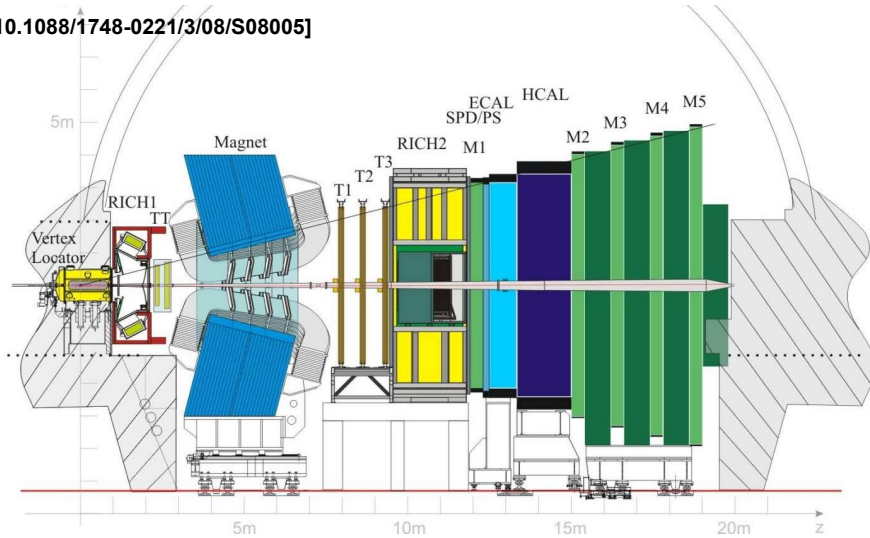 10.1088/1748-0221/3/08/S08005]
5m
Magnet
RICH1
TT
Vertex
Locator
T1
T2
T3
RICH2
M1
SPD/PS
ECAL
HCAL
M2
M3
M4
M5
5m
10m
15m
20m
z